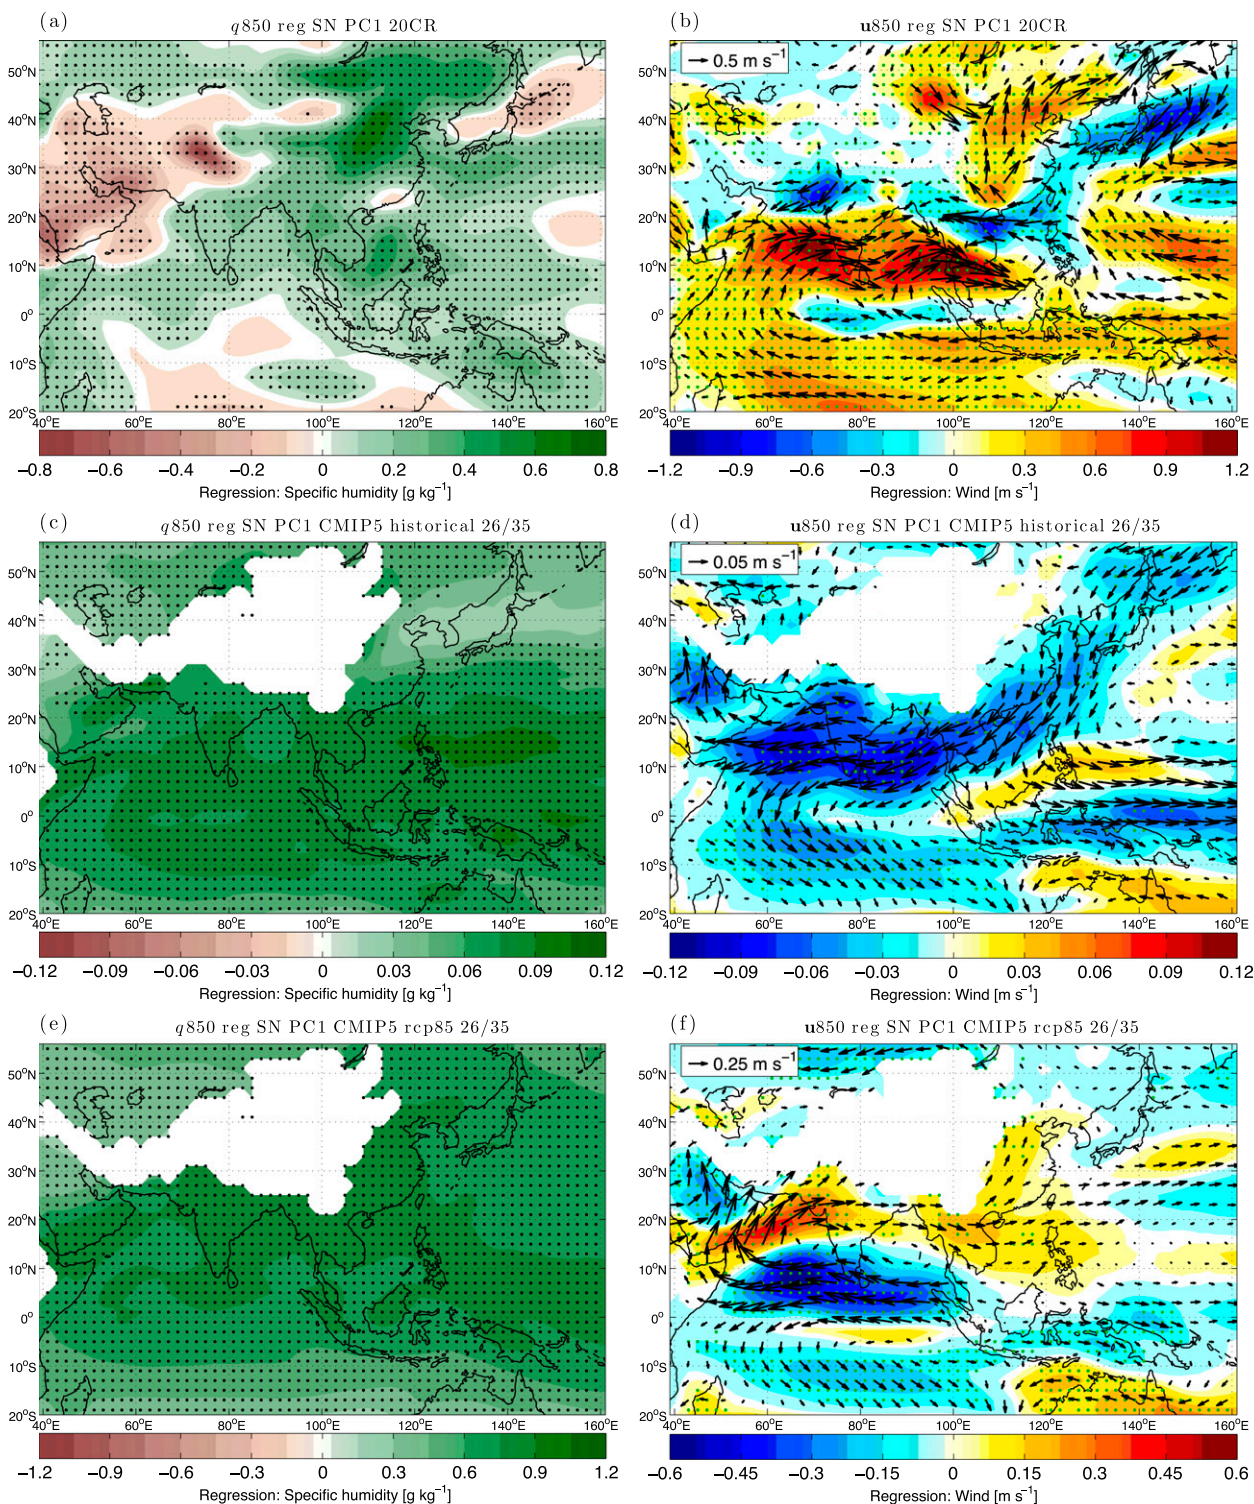 (a) q850 reg SN PC1 20CR
50°N
40°N
30°N
20°N
10°N
0°
10°S
20°S
40°E 60°E 80°E 100°E 120°E 140°E 160°E
−0.8 −0.6 −0.4 −0.2 0 0.2 0.4 0.6 0.8
Regression: Specific humidity [g kg⁻¹]
(b) u850 reg SN PC1 20CR
0.5 m s⁻¹
50°N
40°N
30°N
20°N
10°N
0°
10°S
20°S
40°E 60°E 80°E 100°E 120°E 140°E 160°E
−1.2 −0.9 −0.6 −0.3 0 0.3 0.6 0.9 1.2
Regression: Wind [m s⁻¹]
(c) q850 reg SN PC1 CMIP5 historical 26/35
50°N
40°N
30°N
20°N
10°N
0°
10°S
20°S
40°E 60°E 80°E 100°E 120°E 140°E 160°E
−0.12 −0.09 −0.06 −0.03 0 0.03 0.06 0.09 0.12
Regression: Specific humidity [g kg⁻¹]
(d) u850 reg SN PC1 CMIP5 historical 26/35
0.05 m s⁻¹
50°N
40°N
30°N
20°N
10°N
0°
10°S
20°S
40°E 60°E 80°E 100°E 120°E 140°E 160°E
−0.12 −0.09 −0.06 −0.03 0 0.03 0.06 0.09 0.12
Regression: Wind [m s⁻¹]
(e) q850 reg SN PC1 CMIP5 rcp85 26/35
50°N
40°N
30°N
20°N
10°N
0°
10°S
20°S
40°E 60°E 80°E 100°E 120°E 140°E 160°E
−1.2 −0.9 −0.6 −0.3 0 0.3 0.6 0.9 1.2
Regression: Specific humidity [g kg⁻¹]
(f) u850 reg SN PC1 CMIP5 rcp85 26/35
0.25 m s⁻¹
50°N
40°N
30°N
20°N
10°N
0°
10°S
20°S
40°E 60°E 80°E 100°E 120°E 140°E 160°E
−0.6 −0.45 −0.3 −0.15 0 0.15 0.3 0.45 0.6
Regression: Wind [m s⁻¹]